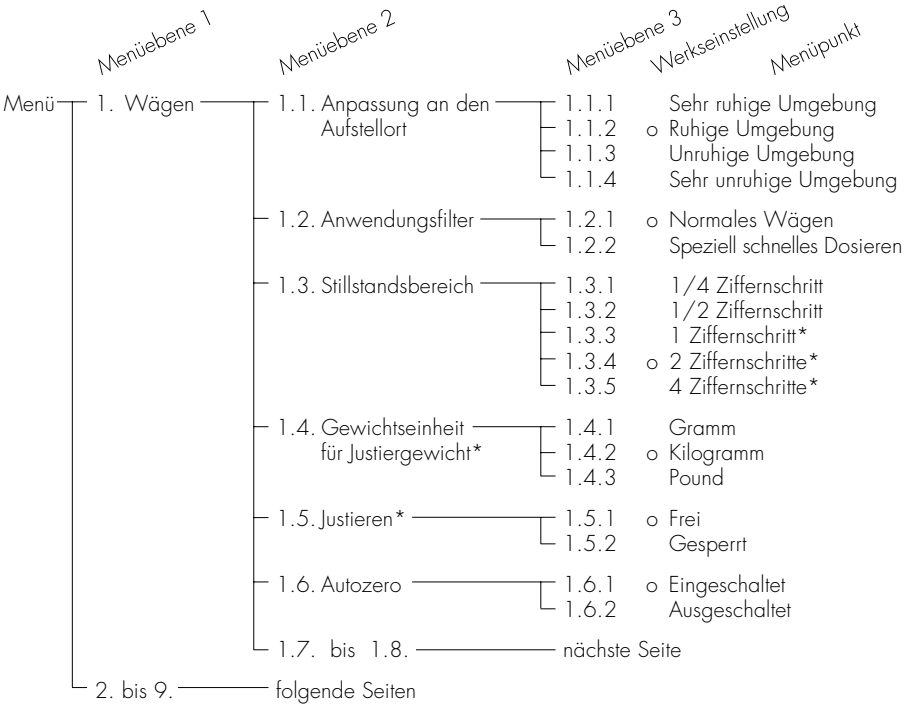 Menüebene 1 Menüebene 2 Menüebene 3 Werkseinstellung Menüpunkt
Menü 1. Wägen 1.1. Anpassung an den 1.1.1 Sehr ruhige Umgebung
Aufstellort 1.1.2 o Ruhige Umgebung
1.1.3 Unruhige Umgebung
1.1.4 Sehr unruhige Umgebung
1.2. Anwendungsfilter 1.2.1 o Normales Wägen
1.2.2 Speziell schnelles Dosieren
1.3. Stillstandsbereich 1.3.1 1/4 Ziffernschritt
1.3.2 1/2 Ziffernschritt
1.3.3 1 Ziffernschritt*
1.3.4 o 2 Ziffernschritte*
1.3.5 4 Ziffernschritte*
1.4. Gewichtseinheit 1.4.1 Gramm
für Justiergewicht* 1.4.2 o Kilogramm
1.4.3 Pound
1.5. Justieren* 1.5.1 o Frei
1.5.2 Gesperrt
1.6. Autozero 1.6.1 o Eingeschaltet
1.6.2 Ausgeschaltet
1.7. bis 1.8. nächste Seite
2. bis 9. folgende Seiten